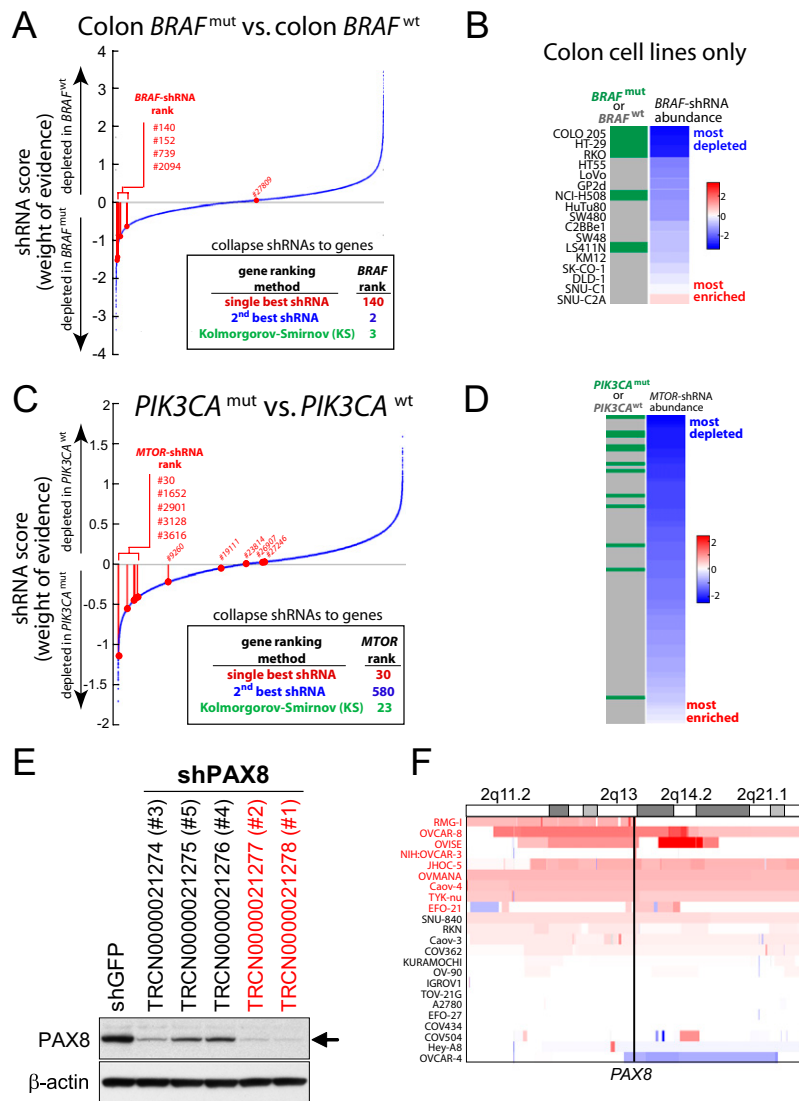 A
Colon BRAF mut vs. colon BRAF wt
shRNA score
(weight of evidence)
depleted in BRAF wt
depleted in BRAF mut
4
3
2
1
0
-1
-2
-3
-4
BRAF-shRNA
rank
#140
#152
#739
#2094
#27809
collapse shRNAs to genes
gene ranking method BRAF rank
single best shRNA 140
2nd best shRNA 2
Kolmorgorov-Smirnov (KS) 3
B
Colon cell lines only
BRAF mut
or
BRAF wt
BRAF-shRNA
abundance
COLO 205
HT-29
RKO
HT55
LoVo
GP2d
NCI-H508
HuTu80
SW480
C2BBe1
SW48
LS411N
KM12
SK-CO-1
DLD-1
SNU-C1
SNU-C2A
most
depleted
2
0
-2
most
enriched
C
PIK3CA mut vs. PIK3CA wt
shRNA score
(weight of evidence)
depleted in PIK3CA wt
depleted in PIK3CA mut
2
1.5
1
0.5
0
-0.5
-1
-1.5
-2
MTOR-shRNA
rank
#30
#1652
#2901
#3128
#3616
#9260
#19111
#23814
#26907
#27246
collapse shRNAs to genes
gene ranking method MTOR rank
single best shRNA 30
2nd best shRNA 580
Kolmorgorov-Smirnov (KS) 23
D
PIK3CA mut
or
PIK3CA wt
MTOR-shRNA
abundance
most
depleted
2
0
-2
most
enriched
E
shPAX8
shGFP
TRCN0000021274 (#3)
TRCN0000021275 (#5)
TRCN0000021276 (#4)
TRCN0000021277 (#2)
TRCN0000021278 (#1)
PAX8
β-actin
F
2q11.2 2q13 2q14.2 2q21.1
RMG-I
OVCAR-8
OVISE
NIH:OVCAR-3
JHOC-5
OVMANA
Caov-4
TYK-nu
EFO-21
SNU-840
RKN
Caov-3
COV362
KURAMOCHI
OV-90
IGROV1
TOV-21G
A2780
EFO-27
COV434
COV504
Hey-A8
OVCAR-4
PAX8